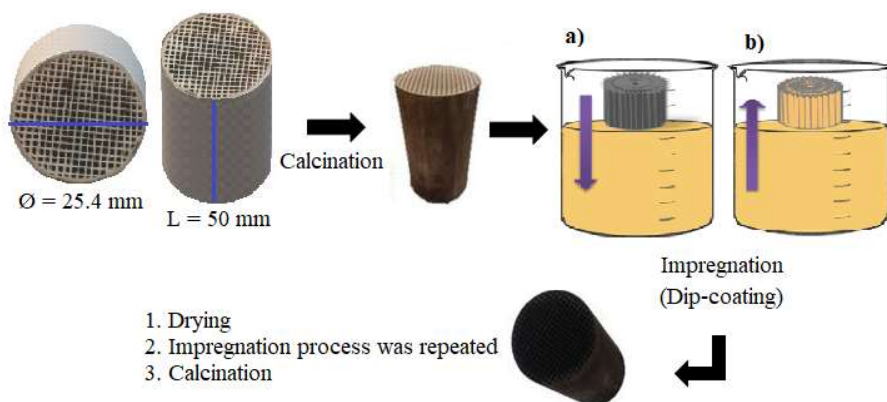 a)
b)
Calcination
Ø = 25.4 mm
L = 50 mm
Impregnation
(Dip-coating)
1. Drying
2. Impregnation process was repeated
3. Calcination